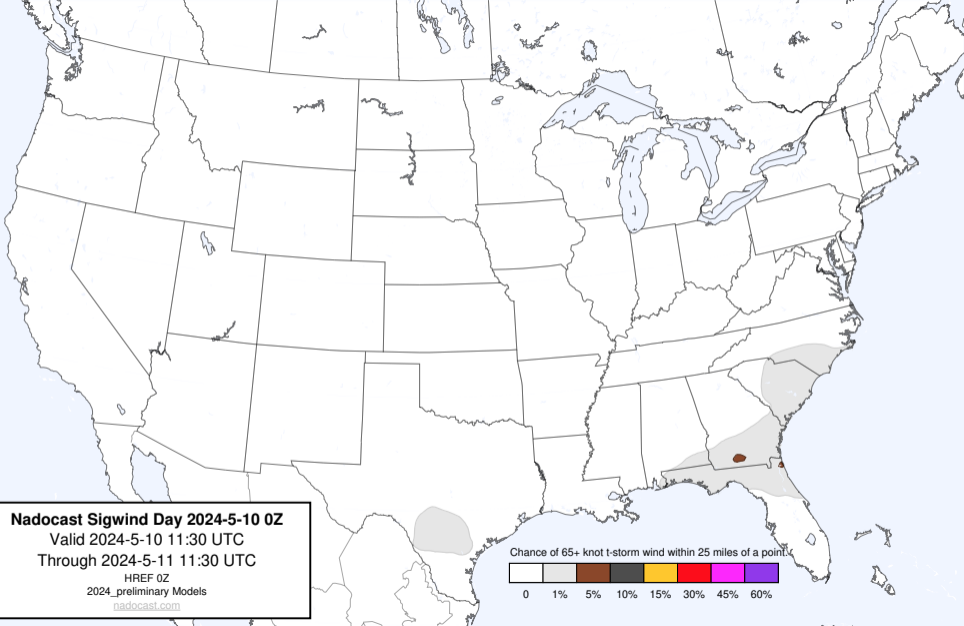 Nadocast Sigwind Day 2024-5-10 0Z
Valid 2024-5-10 11:30 UTC
Through 2024-5-11 11:30 UTC
HREF 0Z
2024_preliminary Models
nadocast.com
Chance of 65+ knot t-storm wind within 25 miles of a point.
0 1% 5% 10% 15% 30% 45% 60%